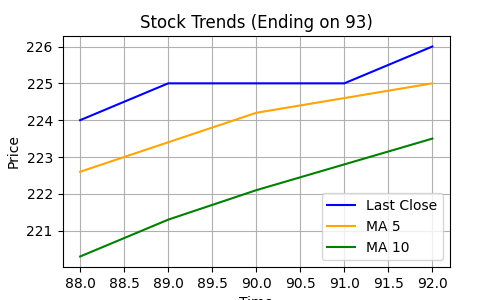 Stock Trends (Ending on 93)
226
225
224
223
222
221
Price
Last Close
MA 5
MA 10
88.0 88.5 89.0 89.5 90.0 90.5 91.0 91.5 92.0
Time